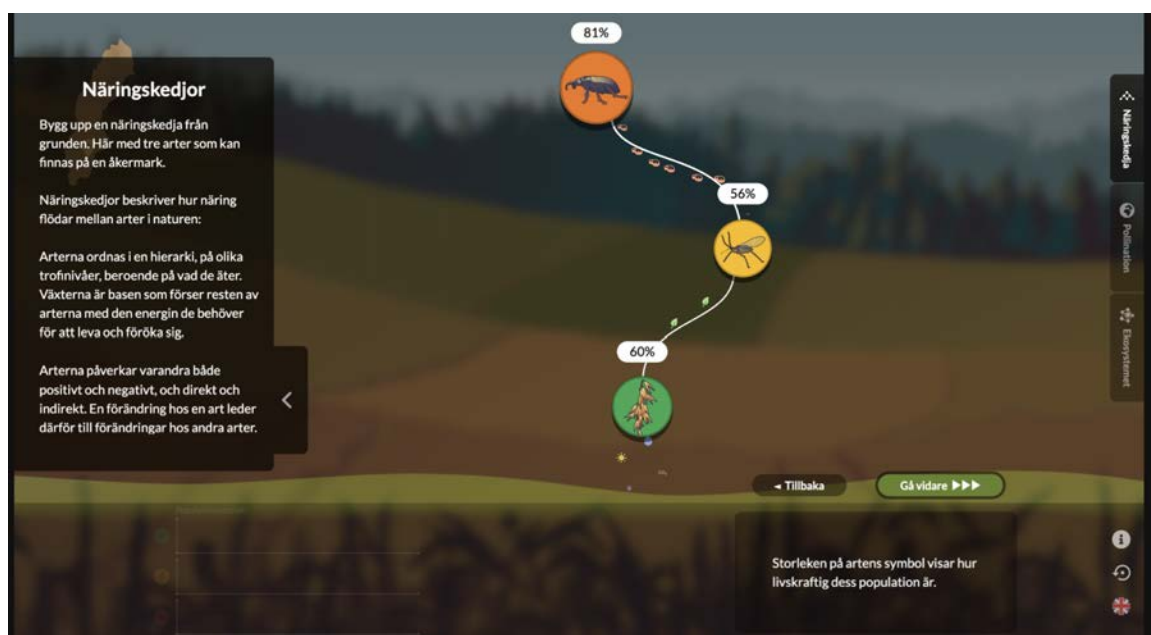 81%
Näringskedjor
Bygg upp en näringskedja från
grunden. Här med tre arter som kan
finnas på en åkermark.
Näringskedjor beskriver hur näring
flödar mellan arter i naturen:
Arterna ordnas i en hierarki, på olika
trofinivåer, beroende på vad de äter.
Växterna är basen som förser resten av
arterna med den energin de behöver
för att leva och föröka sig.
Arterna påverkar varandra både
positivt och negativt, och direkt och
indirekt. En förändring hos en art leder
därför till förändringar hos andra arter.
56%
60%
Näringskedja
Pollination
Ekosystemet
◄ Tillbaka
Gå vidare ►►►
Storleken på artens symbol visar hur
livskraftig dess population är.